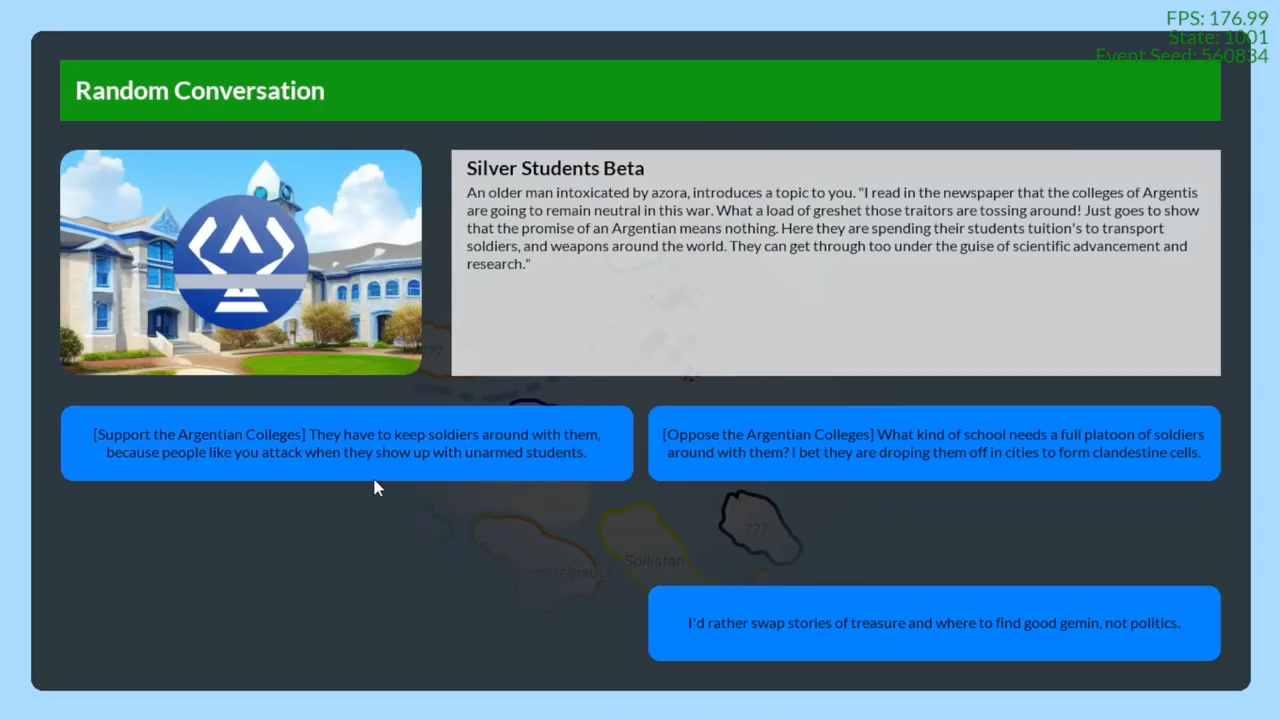 FPS: 176.99
State: 1001
Event Seed: 560834
Random Conversation
Silver Students Beta
An older man intoxicated by azora, introduces a topic to you. "I read in the newspaper that the colleges of Argentis
are going to remain neutral in this war. What a load of greshet those traitors are tossing around! Just goes to show
that the promise of an Argentian means nothing. Here they are spending their students tuition's to transport
soldiers, and weapons around the world. They can get through too under the guise of scientific advancement and
research."
???
[Support the Argentian Colleges] They have to keep soldiers around with them,
because people like you attack when they show up with unarmed students.
[Oppose the Argentian Colleges] What kind of school needs a full platoon of soldiers
around with them? I bet they are droping them off in cities to form clandestine cells.
???
Soilistan
I'd rather swap stories of treasure and where to find good gemin, not politics.